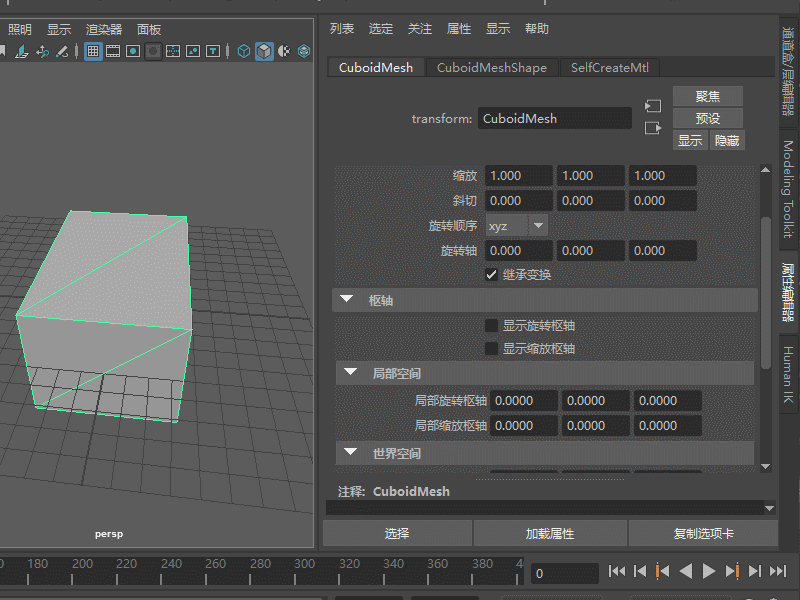 照明 显示 渲染器 面板
列表 选定 关注 属性 显示 帮助
CuboidMesh CuboidMeshShape SelfCreateMtl
transform: CuboidMesh
聚焦
预设
显示 隐藏
缩放 1.000 1.000 1.000
斜切 0.000 0.000 0.000
旋转顺序 xyz
旋转轴 0.000 0.000 0.000
继承变换
枢轴
显示旋转枢轴
显示缩放枢轴
局部空间
局部旋转枢轴 0.0000 0.0000 0.0000
局部缩放枢轴 0.0000 0.0000 0.0000
世界空间
注释: CuboidMesh
选择 加载属性 复制选项卡
persp
180 200 220 240 260 280 300 320 340 360 380 4
0
通道盒/层编辑器
Modeling Toolkit
属性编辑器
Human IK